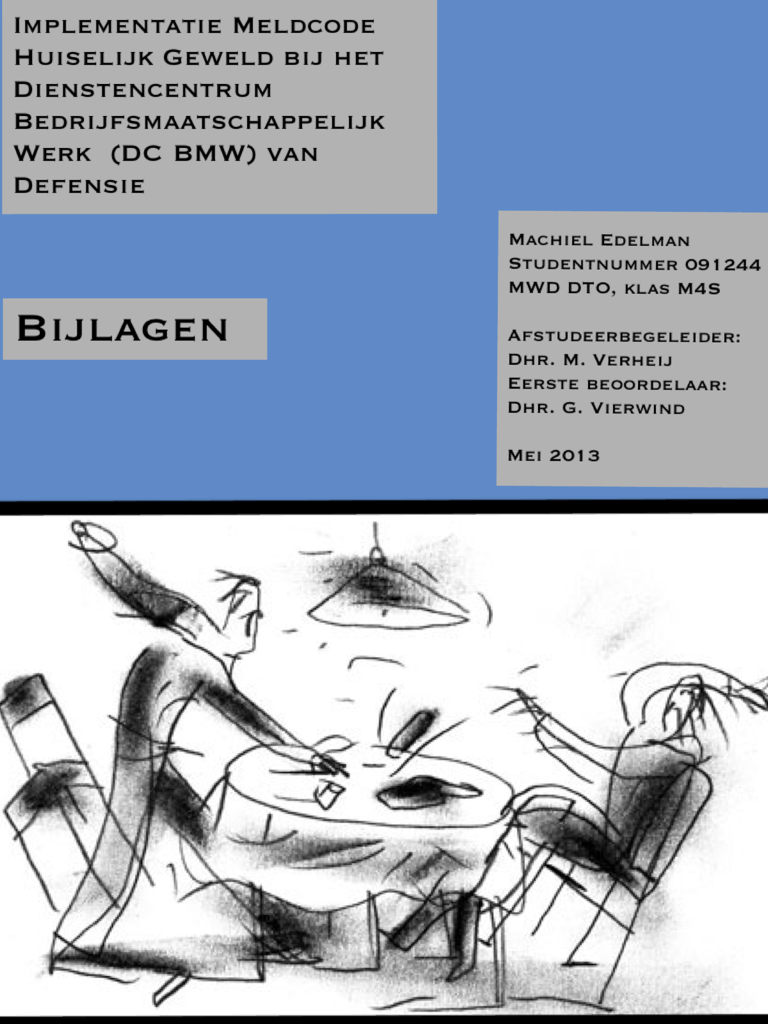 Implementatie Meldcode
Huiselijk Geweld bij het
Dienstencentrum
Bedrijfsmaatschappelijk
Werk (DC BMW) van
Defensie
Machiel Edelman
Studentnummer 091244
MWD DTO, klas M4S
Afstudeerbegeleider:
Dhr. M. Verheij
Eerste beoordelaar:
Dhr. G. Vierwind
Mei 2013
Bijlagen